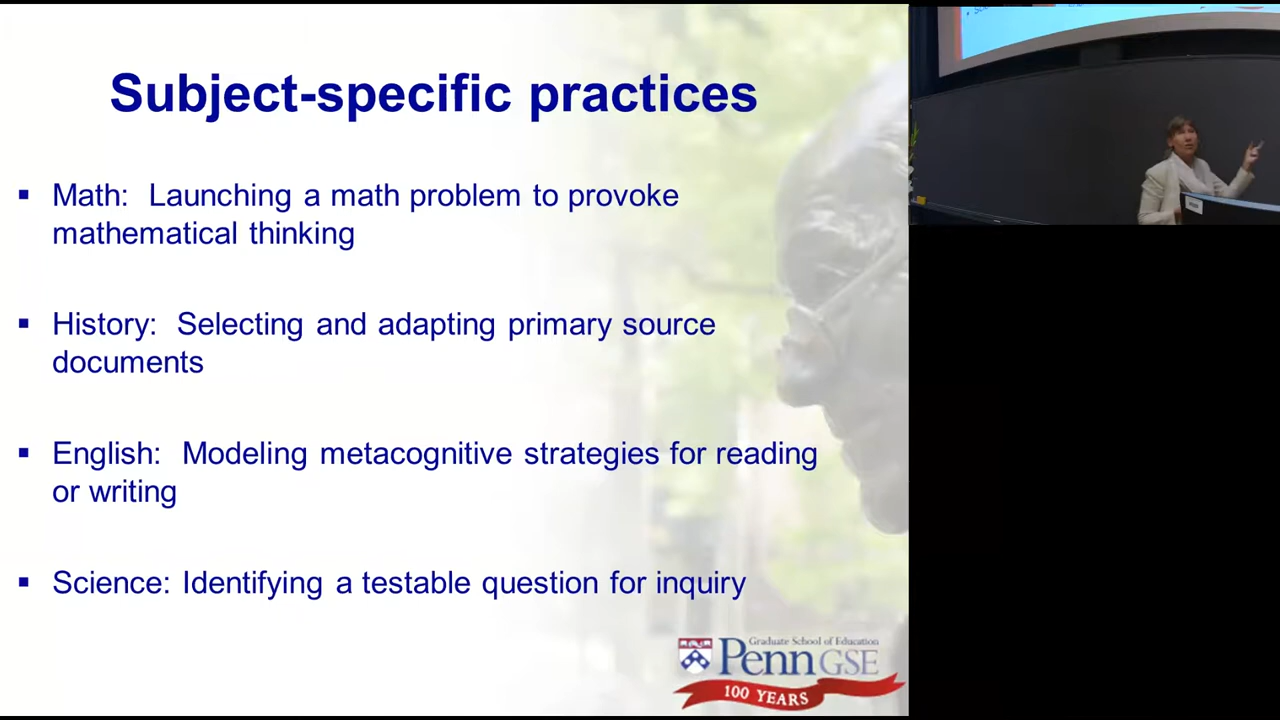 Subject-specific practices
▪ Math: Launching a math problem to provoke
mathematical thinking
▪ History: Selecting and adapting primary source
documents
▪ English: Modeling metacognitive strategies for reading
or writing
▪ Science: Identifying a testable question for inquiry
Graduate School of Education
Penn GSE
100 YEARS